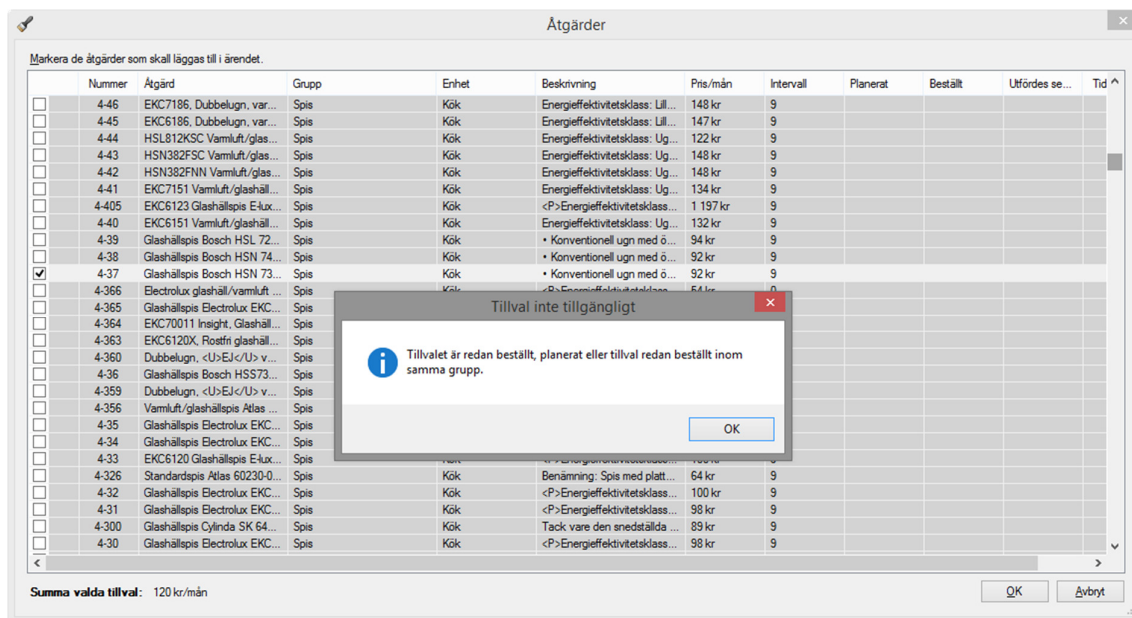 Åtgärder
Markera de åtgärder som skall läggas till i ärendet.
Nummer Åtgärd Grupp Enhet Beskrivning Pris/mån Intervall Planerat Beställt Utfördes se... Tid
4-46 EKC7186, Dubbelugn, var... Spis Kök Energieffektivitetsklass: Lill... 148 kr 9
4-45 EKC6186, Dubbelugn, var... Spis Kök Energieffektivitetsklass: Lill... 147 kr 9
4-44 HSL812KSC Varmluft/glas... Spis Kök Energieffektivitetsklass: Ug... 122 kr 9
4-43 HSN382FSC Varmluft/glas... Spis Kök Energieffektivitetsklass: Ug... 148 kr 9
4-42 HSN382FNN Varmluft/glas... Spis Kök Energieffektivitetsklass: Ug... 148 kr 9
4-41 EKC7151 Varmluft/glashäll... Spis Kök Energieffektivitetsklass: Ug... 134 kr 9
4-405 EKC6123 Glashällspis E-lux... Spis Kök <P>Energieffektivitetsklass... 1 197 kr 9
4-40 EKC6151 Varmluft/glashäll... Spis Kök Energieffektivitetsklass: Ug... 132 kr 9
4-39 Glashällspis Bosch HSL 72... Spis Kök • Konventionell ugn med ö... 94 kr 9
4-38 Glashällspis Bosch HSN 74... Spis Kök • Konventionell ugn med ö... 92 kr 9
4-37 Glashällspis Bosch HSN 73... Spis Kök • Konventionell ugn med ö... 92 kr 9
4-366 Electrolux glashäll/varmluft ... Spis Kök <P>Energieffektivitetsklass... 54 kr 9
4-365 Glashällspis Electrolux EKC... Spis
4-364 EKC70011 Insight, Glashäll... Spis
4-363 EKC6120X, Rostfri glashäll... Spis
4-360 Dubbelugn, <U>EJ</U> v... Spis
4-36 Glashällspis Bosch HSS73... Spis
4-359 Dubbelugn, <U>EJ</U> v... Spis
4-356 Varmluft/glashällspis Atlas ... Spis
4-35 Glashällspis Electrolux EKC... Spis
4-34 Glashällspis Electrolux EKC... Spis
4-33 EKC6120 Glashällspis E-lux... Spis
4-326 Standardspis Atlas 60230-0... Spis Kök Benämning: Spis med platt... 64 kr 9
4-32 Glashällspis Electrolux EKC... Spis Kök <P>Energieffektivitetsklass... 100 kr 9
4-31 Glashällspis Electrolux EKC... Spis Kök <P>Energieffektivitetsklass... 98 kr 9
4-300 Glashällspis Cylinda SK 64... Spis Kök Tack vare den snedställda ... 89 kr 9
4-30 Glashällspis Electrolux EKC... Spis Kök <P>Energieffektivitetsklass... 98 kr 9
Tillval inte tillgängligt
Tillvalet är redan beställt, planerat eller tillval redan beställt inom
samma grupp.
OK
Summa valda tillval: 120 kr/mån
OK Avbryt